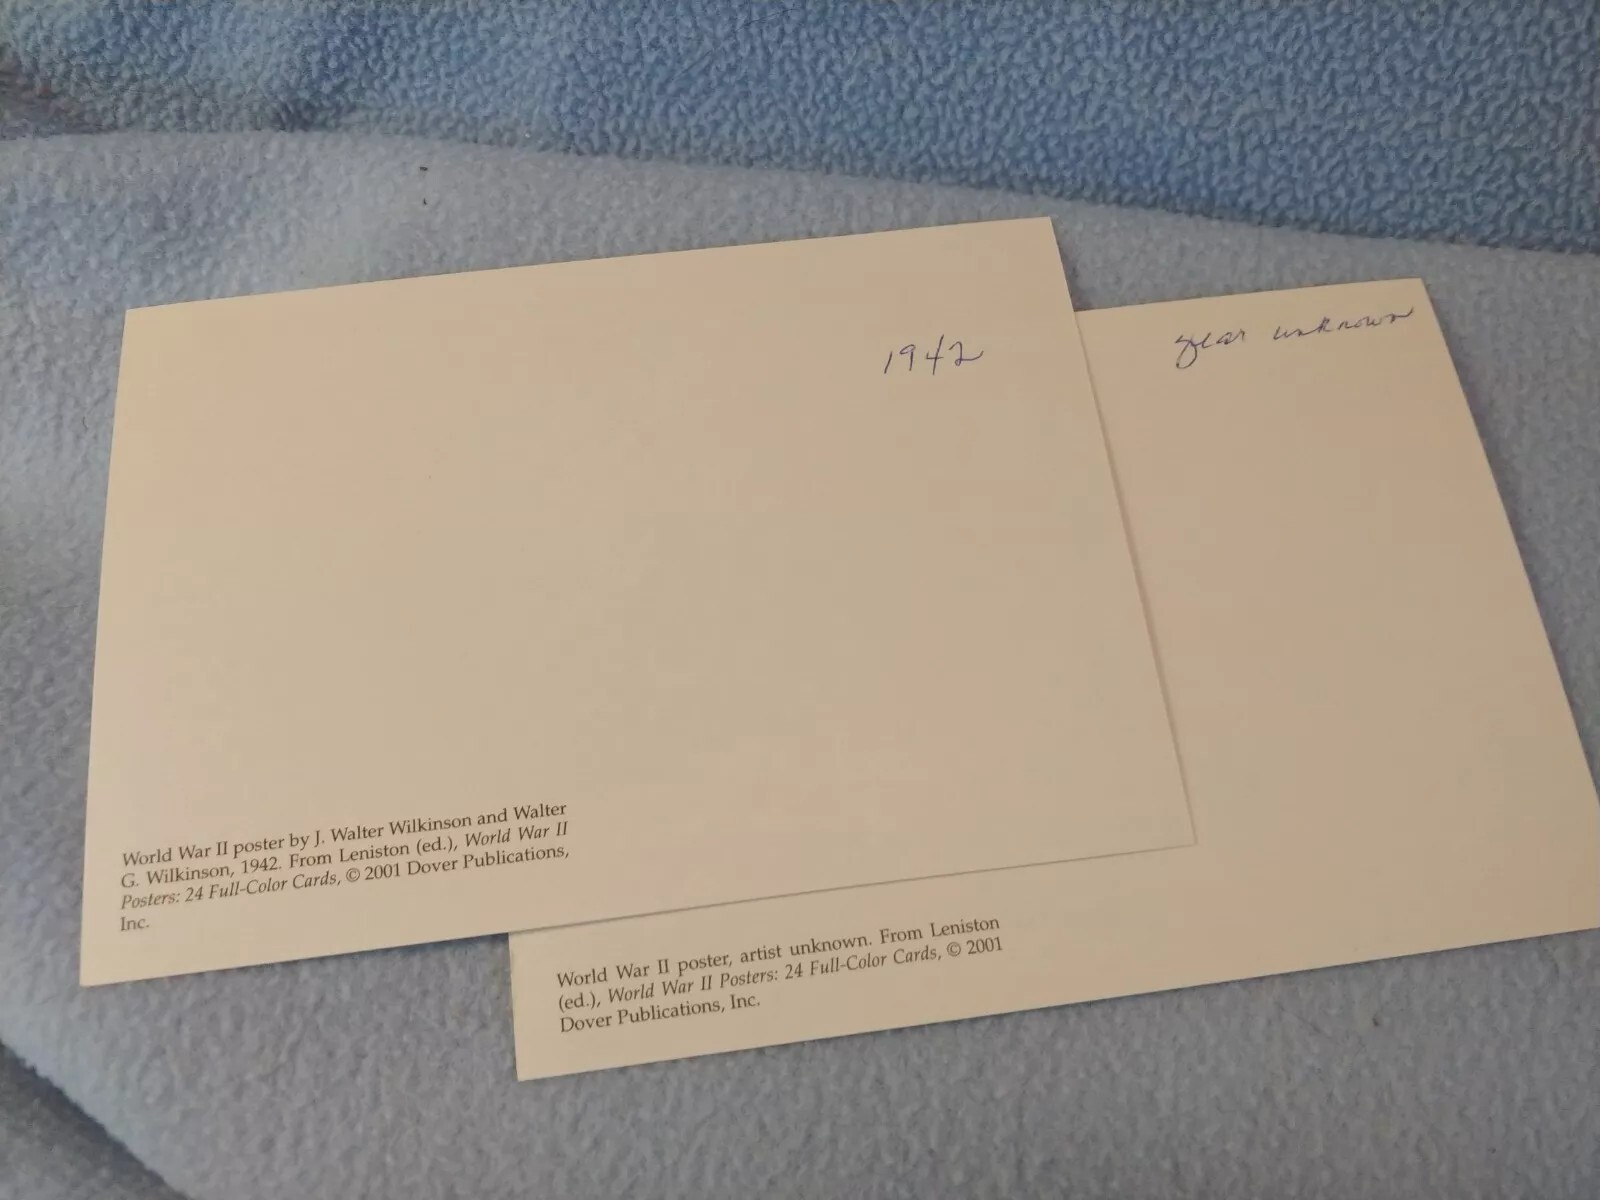 1942
World War II poster by J. Walter Wilkinson and Walter
G. Wilkinson, 1942. From Leniston (ed.), World War II
Posters: 24 Full-Color Cards, © 2001 Dover Publications,
Inc.
year unknown
World War II poster, artist unknown. From Leniston
(ed.), World War II Posters: 24 Full-Color Cards, © 2001
Dover Publications, Inc.